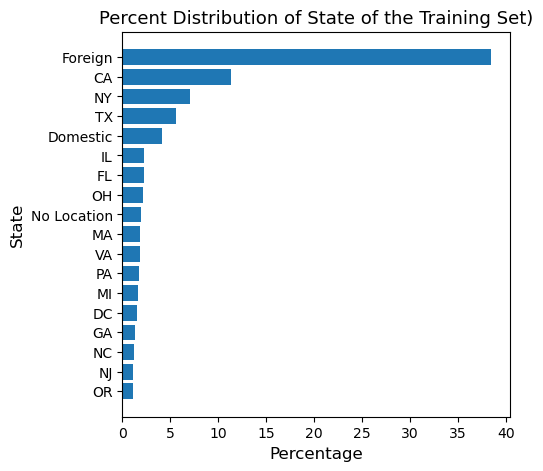 Percent Distribution of State of the Training Set)
Foreign
CA
NY
TX
Domestic
IL
FL
OH
No Location
MA
VA
PA
MI
DC
GA
NC
NJ
OR
State
0 5 10 15 20 25 30 35 40
Percentage